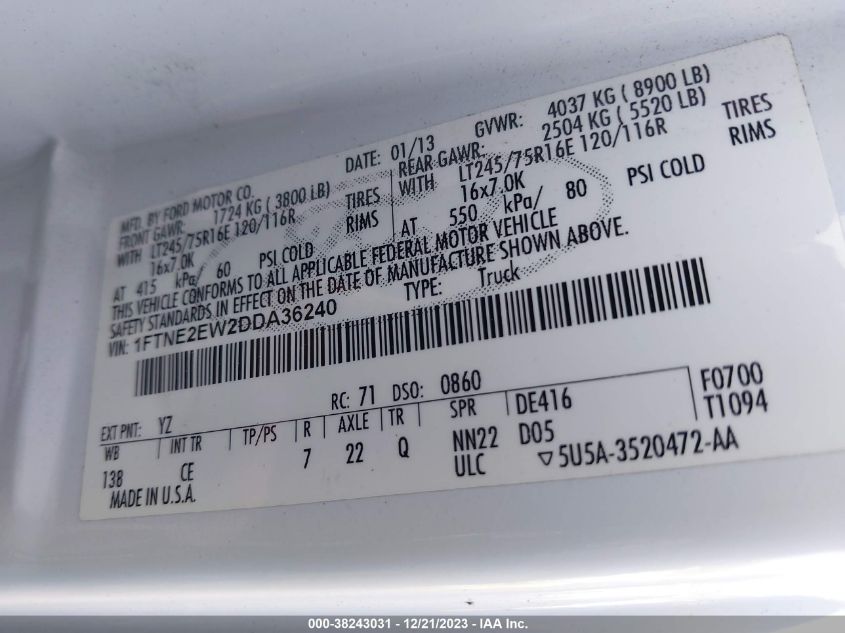 MFD. BY FORD MOTOR CO.
DATE: 01/13 GVWR: 4037 KG ( 8900 LB)
FRONT GAWR: 1724 KG ( 3800 LB)
REAR GAWR: 2504 KG ( 5520 LB)
WITH LT245/75R16E 120/116R TIRES
WITH LT245/75R16E 120/116R TIRES
16x7.0K RIMS
16x7.0K RIMS
AT 415 kPa/ 60 PSI COLD
AT 550 kPa/ 80 PSI COLD
THIS VEHICLE CONFORMS TO ALL APPLICABLE FEDERAL MOTOR VEHICLE
SAFETY STANDARDS IN EFFECT ON THE DATE OF MANUFACTURE SHOWN ABOVE.
VIN: 1FTNE2EW2DDA36240
TYPE: Truck
EXT PNT: YZ RC: 71 DSO: 0860
WB INT TR TP/PS R AXLE TR SPR DE416 F0700
138 CE 7 22 Q NN22 D05 T1094
ULC ▽5U5A-3520472-AA
MADE IN U.S.A.
000-38243031 - 12/21/2023 - IAA Inc.